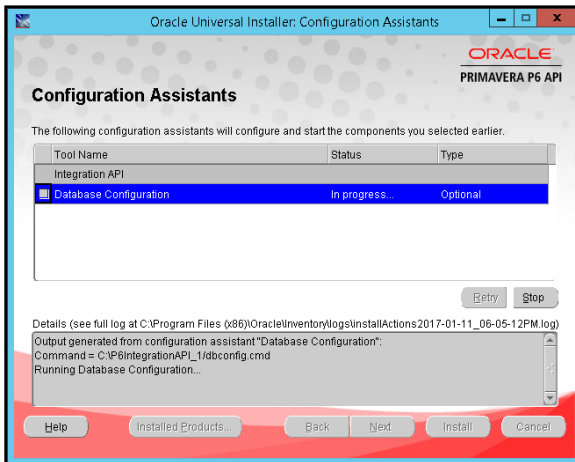 Oracle Universal Installer: Configuration Assistants
ORACLE
PRIMAVERA P6 API
Configuration Assistants
The following configuration assistants will configure and start the components you selected earlier.
Tool Name Status Type
Integration API
Database Configuration In progress... Optional
Retry Stop
Details (see full log at C:\Program Files (x86)\Oracle\Inventory\logs\installActions2017-01-11_06-05-12PM.log)
Output generated from configuration assistant "Database Configuration":
Command = C:\P6IntegrationAPI_1/dbconfig.cmd
Running Database Configuration...
Help Installed Products... Back Next Install Cancel